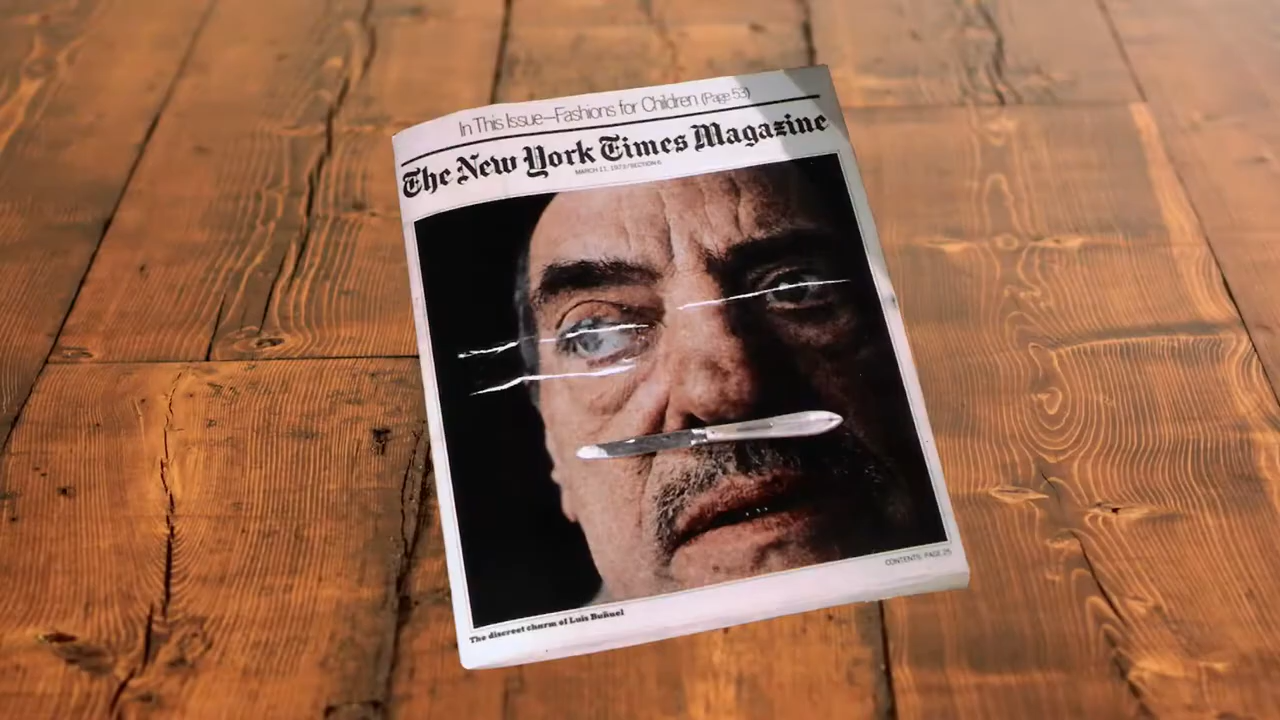 In This Issue—Fashions for Children (Page 53)
The New York Times Magazine
MARCH 11, 1973/SECTION 6
CONTENTS: PAGE 25
The discreet charm of Luis Buñuel